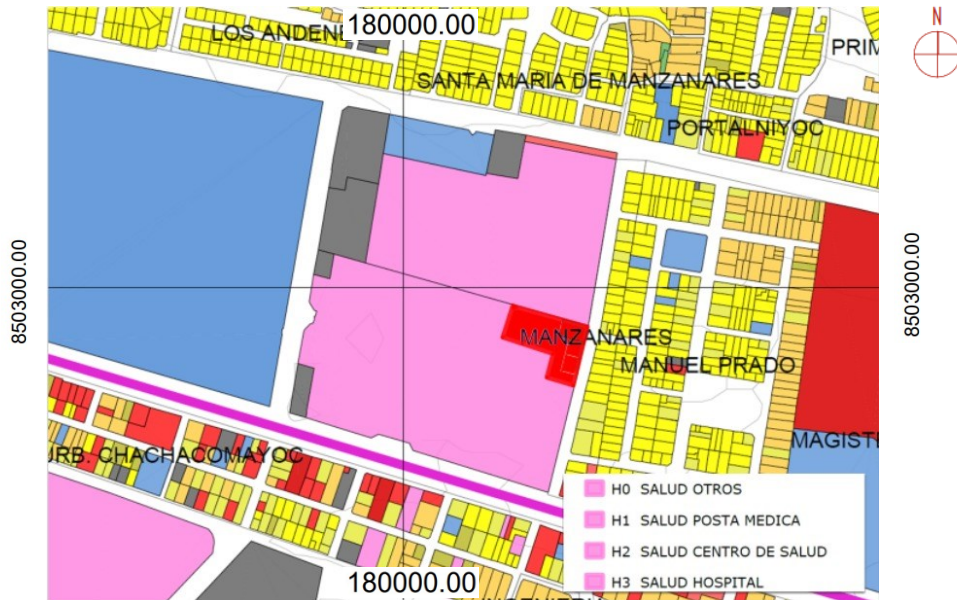 N
180000.00
LOS ANDENE
PRIM
SANTA MARIA DE MANZANARES
PORTALNIYOC
8503000.00
8503000.00
MANZANARES
MANUEL PRADO
MAGISTE
URB. CHACHACOMAYOC
H0 SALUD OTROS
H1 SALUD POSTA MEDICA
H2 SALUD CENTRO DE SALUD
H3 SALUD HOSPITAL
180000.00